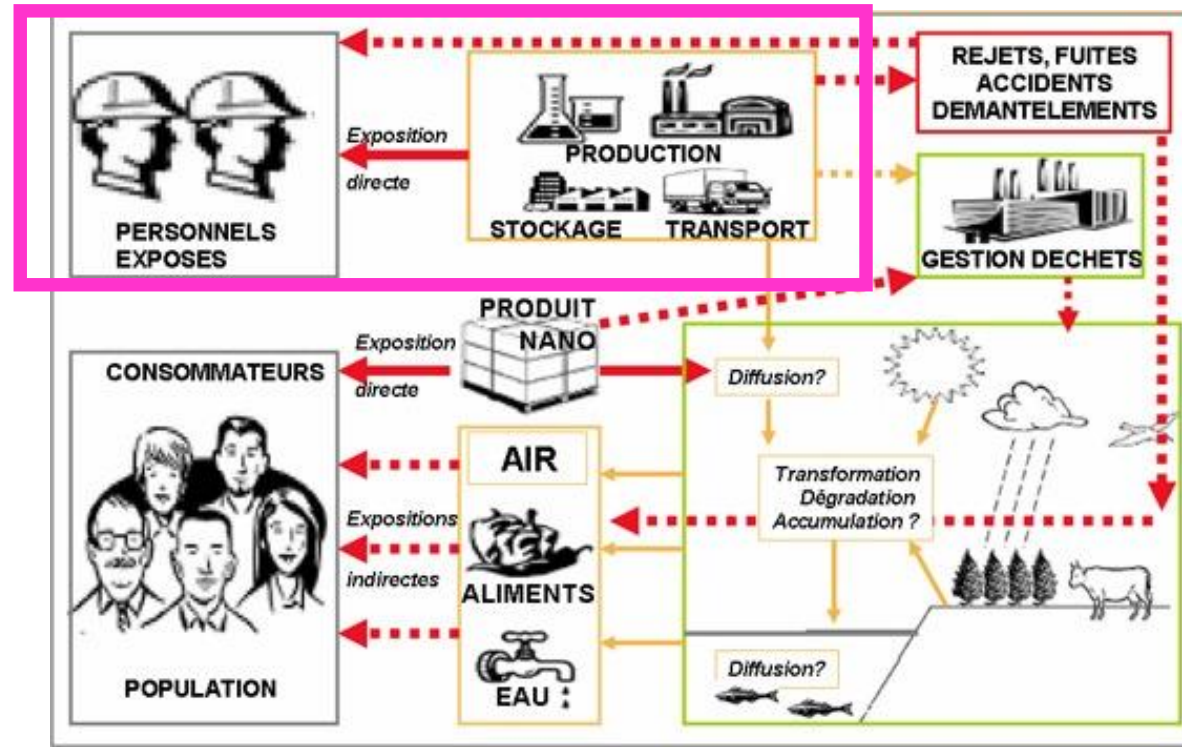 REJETS, FUITES
ACCIDENTS
DEMANTELEMENTS
Exposition
directe
PRODUCTION
STOCKAGE
TRANSPORT
PERSONNELS
EXPOSES
GESTION DECHETS
PRODUIT
NANO
Exposition
directe
CONSOMMATEURS
Diffusion?
AIR
Transformation
Dégradation
Accumulation ?
Expositions
indirectes
ALIMENTS
Diffusion?
EAU
POPULATION